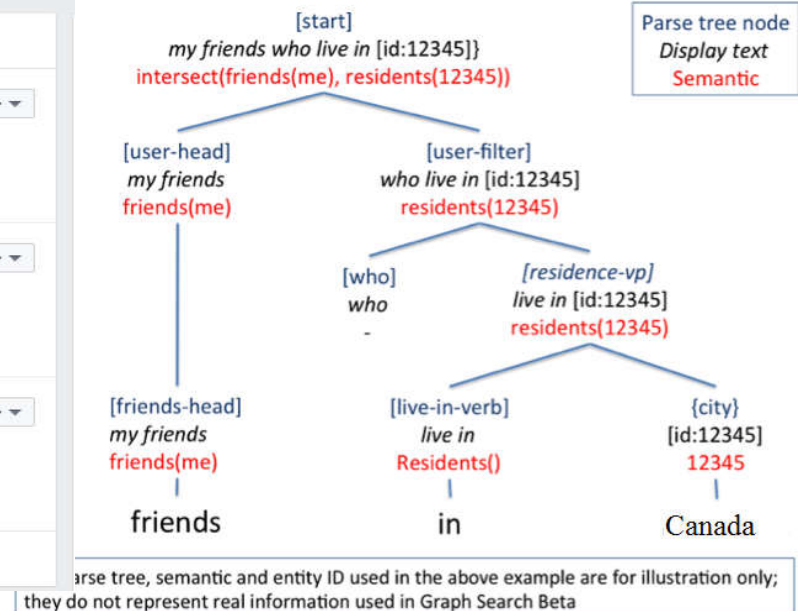 [start]
my friends who live in [id:12345]}
intersect(friends(me), residents(12345))
Parse tree node
Display text
Semantic
[user-head]
my friends
friends(me)
[user-filter]
who live in [id:12345]
residents(12345)
[who]
who
-
[residence-vp]
live in [id:12345]
residents(12345)
[friends-head]
my friends
friends(me)
[live-in-verb]
live in
Residents()
{city}
[id:12345]
12345
friends
in
Canada
arse tree, semantic and entity ID used in the above example are for illustration only;
they do not represent real information used in Graph Search Beta